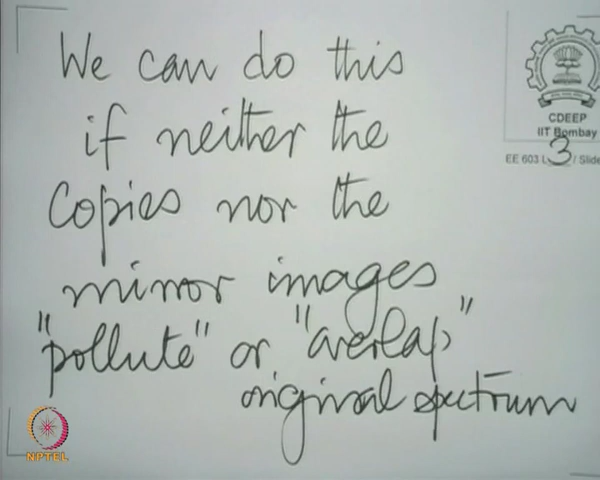 We can do this
if neither the
Copies nor the
mirror images
"pollute" or "overlap"
original spectrum
CDEEP
IIT Bombay
EE 603 L 3 / Slide
NPTEL